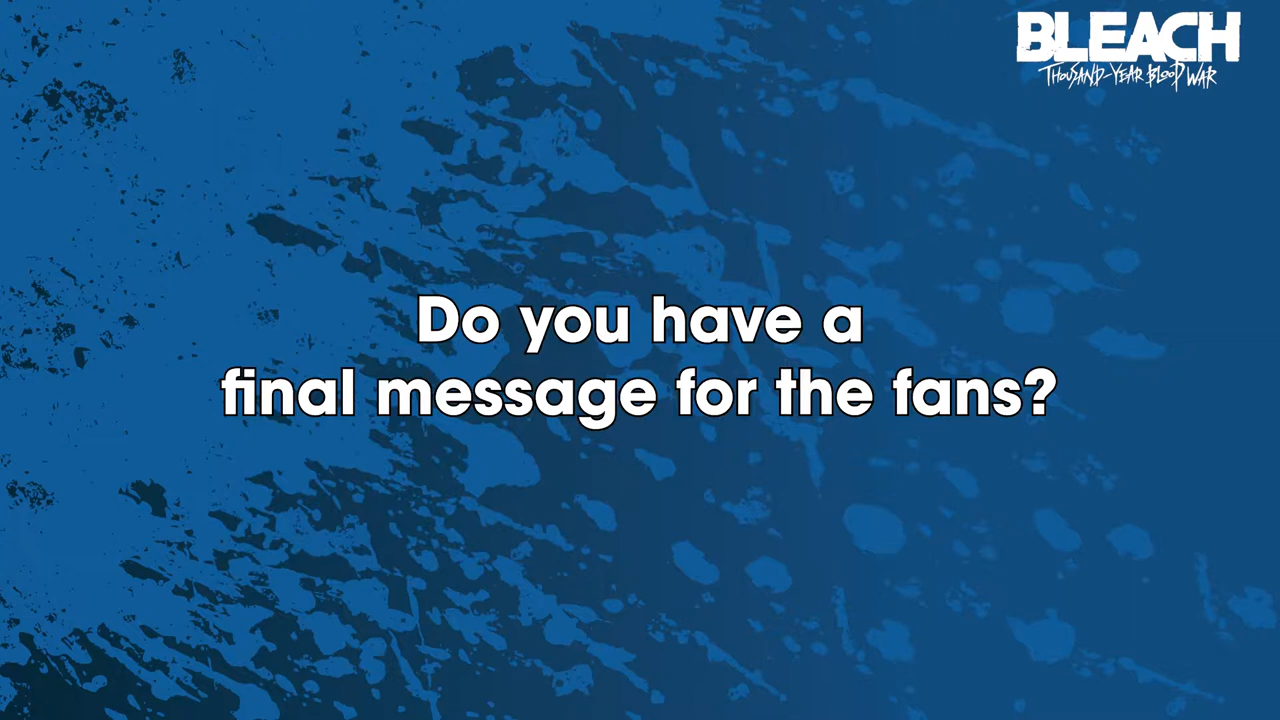 BLEACH
THOUSAND-YEAR BLOOD WAR
Do you have a
final message for the fans?